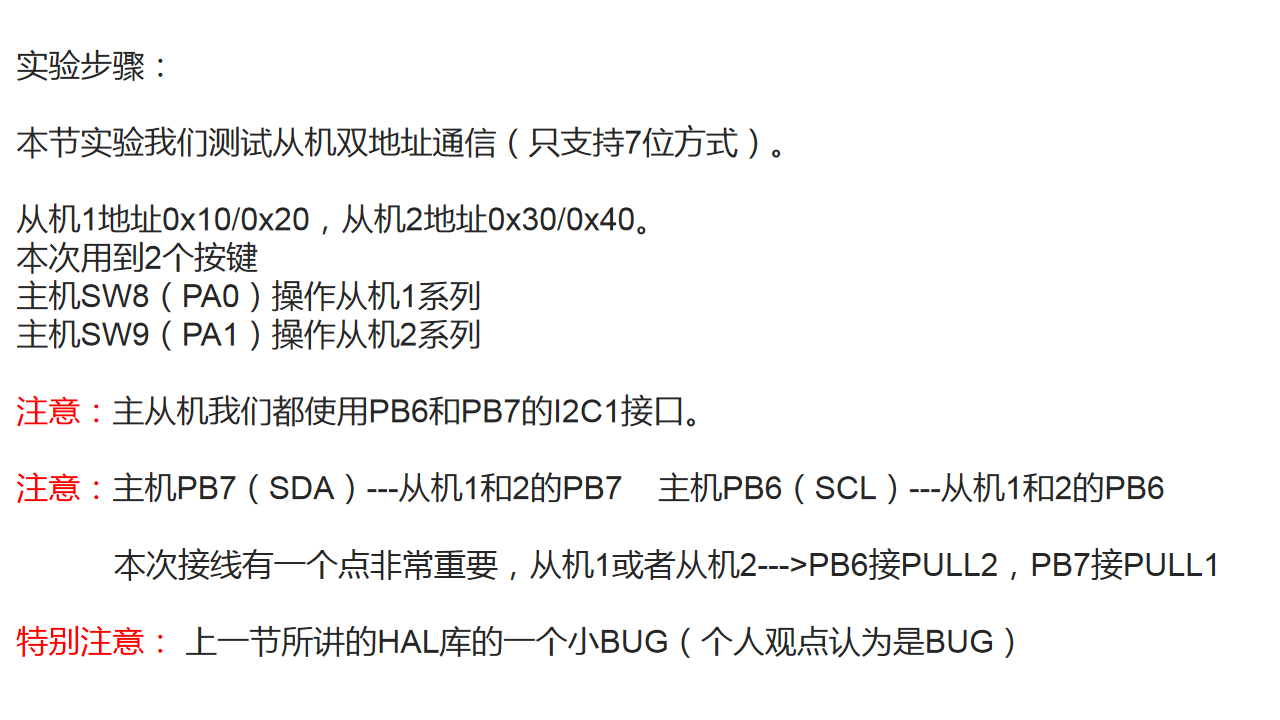 实验步骤：
本节实验我们测试从机双地址通信（只支持7位方式）。
从机1地址0x10/0x20，从机2地址0x30/0x40。
本次用到2个按键
主机SW8（PA0）操作从机1系列
主机SW9（PA1）操作从机2系列
注意：主从机我们都使用PB6和PB7的I2C1接口。
注意：主机PB7（SDA）---从机1和2的PB7 主机PB6（SCL）---从机1和2的PB6
本次接线有一个点非常重要，从机1或者从机2--->PB6接PULL2，PB7接PULL1
特别注意： 上一节所讲的HAL库的一个小BUG（个人观点认为是BUG）